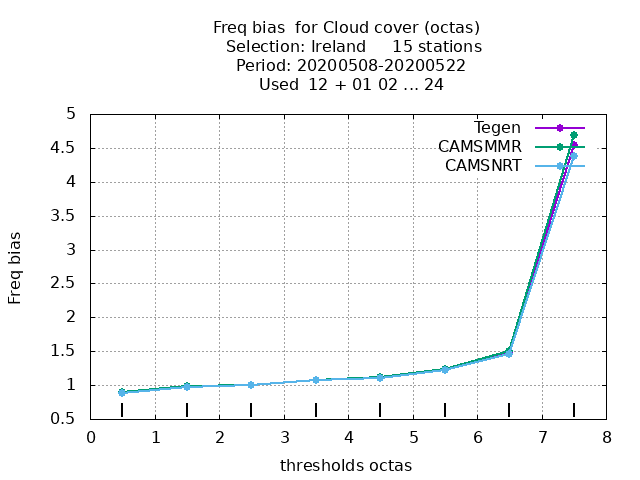 Freq bias  for Cloud cover (octas)
Selection: Ireland     15 stations
Period: 20200508-20200522
Used  12 + 01 02 ... 24
Tegen
CAMSMMR
CAMSNRT
5
4.5
4
3.5
3
2.5
2
1.5
1
0.5
Freq bias
0 1 2 3 4 5 6 7 8
thresholds octas